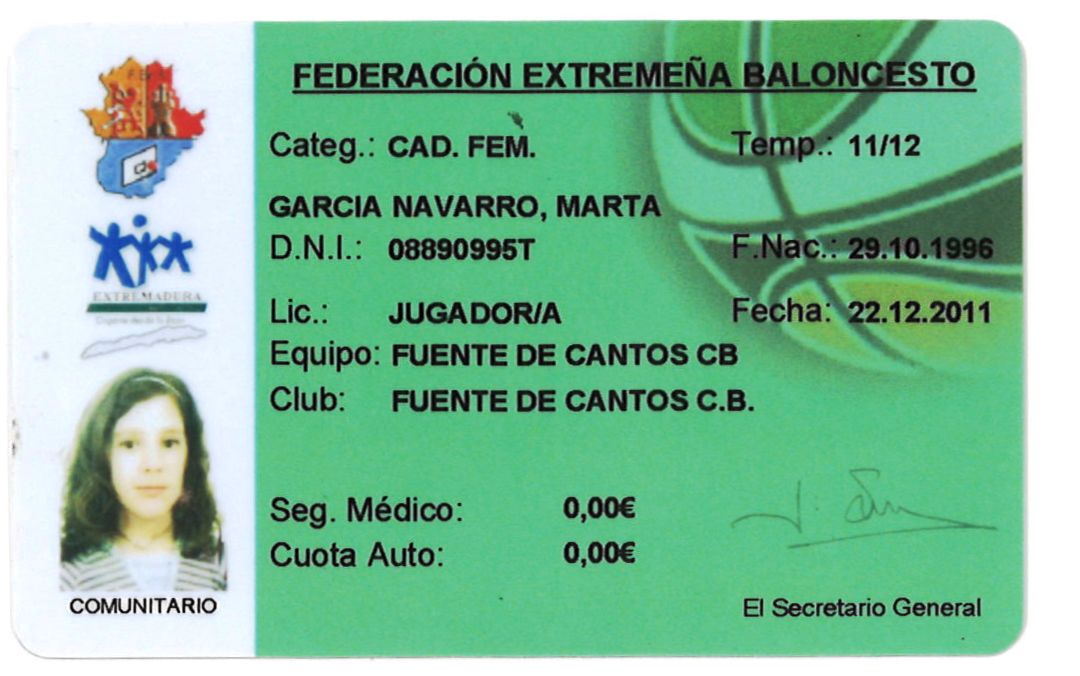 FEDERACIÓN EXTREMEÑA BALONCESTO
Categ.: CAD. FEM. Temp.: 11/12
GARCIA NAVARRO, MARTA
D.N.I.: 08890995T F.Nac.: 29.10.1996
Lic.: JUGADOR/A Fecha: 22.12.2011
Equipo: FUENTE DE CANTOS CB
Club: FUENTE DE CANTOS C.B.
Seg. Médico: 0,00€
Cuota Auto: 0,00€
El Secretario General
EXTREMADURA
COMUNITARIO